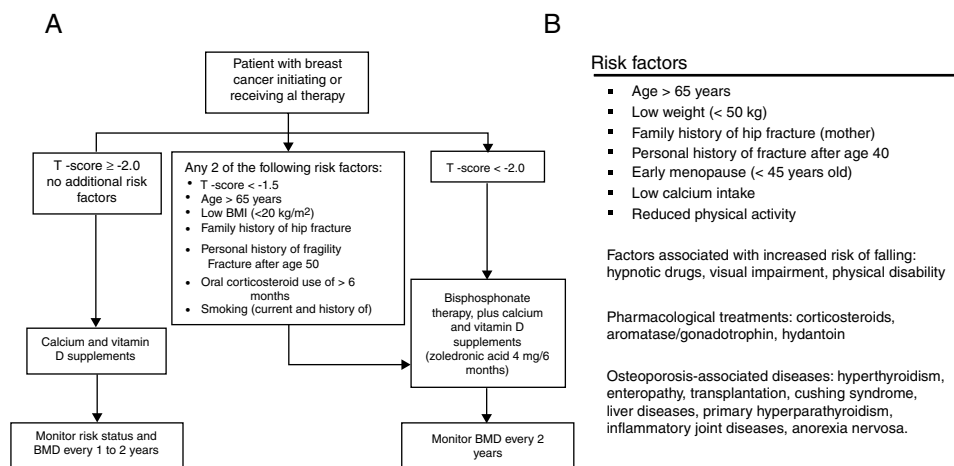 A
Patient with breast
cancer initiating or
receiving al therapy
T -score ≥ -2.0
no additional risk
factors
Any 2 of the following risk factors:
• T -score < -1.5
• Age > 65 years
• Low BMI (<20 kg/m2)
• Family history of hip fracture
• Personal history of fragility
Fracture after age 50
• Oral corticosteroid use of > 6
months
• Smoking (current and history of)
T -score < -2.0
Calcium and vitamin
D supplements
Bisphosphonate
therapy, plus calcium and
vitamin D
supplements
(zoledronic acid 4 mg/6
months)
Monitor risk status and
BMD every 1 to 2 years
Monitor BMD every 2
years
B
Risk factors
▪ Age > 65 years
▪ Low weight (< 50 kg)
▪ Family history of hip fracture (mother)
▪ Personal history of fracture after age 40
▪ Early menopause (< 45 years old)
▪ Low calcium intake
▪ Reduced physical activity
Factors associated with increased risk of falling:
hypnotic drugs, visual impairment, physical disability
Pharmacological treatments: corticosteroids,
aromatase/gonadotrophin, hydantoin
Osteoporosis-associated diseases: hyperthyroidism,
enteropathy, transplantation, cushing syndrome,
liver diseases, primary hyperparathyroidism,
inflammatory joint diseases, anorexia nervosa.